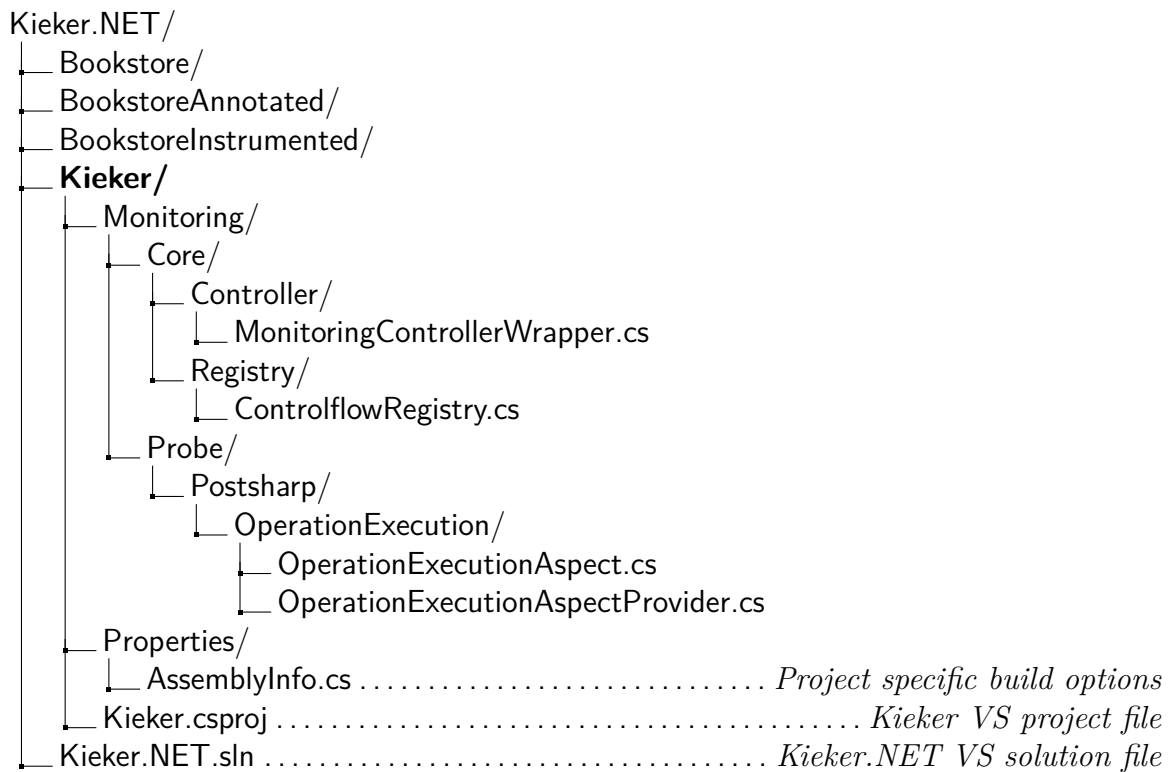 Kieker.NET/
Bookstore/
BookstoreAnnotated/
BookstoreInstrumented/
Kieker/
Monitoring/
Core/
Controller/
MonitoringControllerWrapper.cs
Registry/
ControlflowRegistry.cs
Probe/
Postsharp/
OperationExecution/
OperationExecutionAspect.cs
OperationExecutionAspectProvider.cs
Properties/
AssemblyInfo.cs . . . . . . . . . . . . . . . . . . . . . . . . . . . . . . Project specific build options
Kieker.csproj . . . . . . . . . . . . . . . . . . . . . . . . . . . . . . . . . . . . . . . . . . . Kieker VS project file
Kieker.NET.sln . . . . . . . . . . . . . . . . . . . . . . . . . . . . . . . . . . . . . Kieker.NET VS solution file